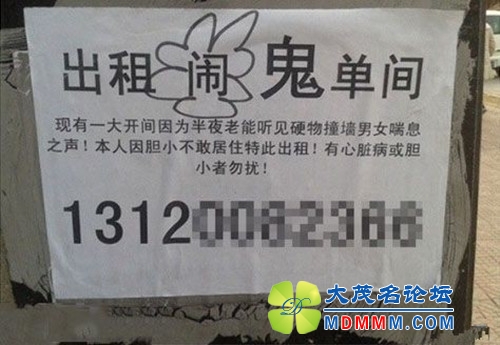 出租闹鬼单间
现有一大开间因为半夜老能听见硬物撞墙男女喘息
之声！本人因胆小不敢居住特此出租！有心脏病或胆
小者勿扰！
1312
大茂名论坛
MDMMM.COM